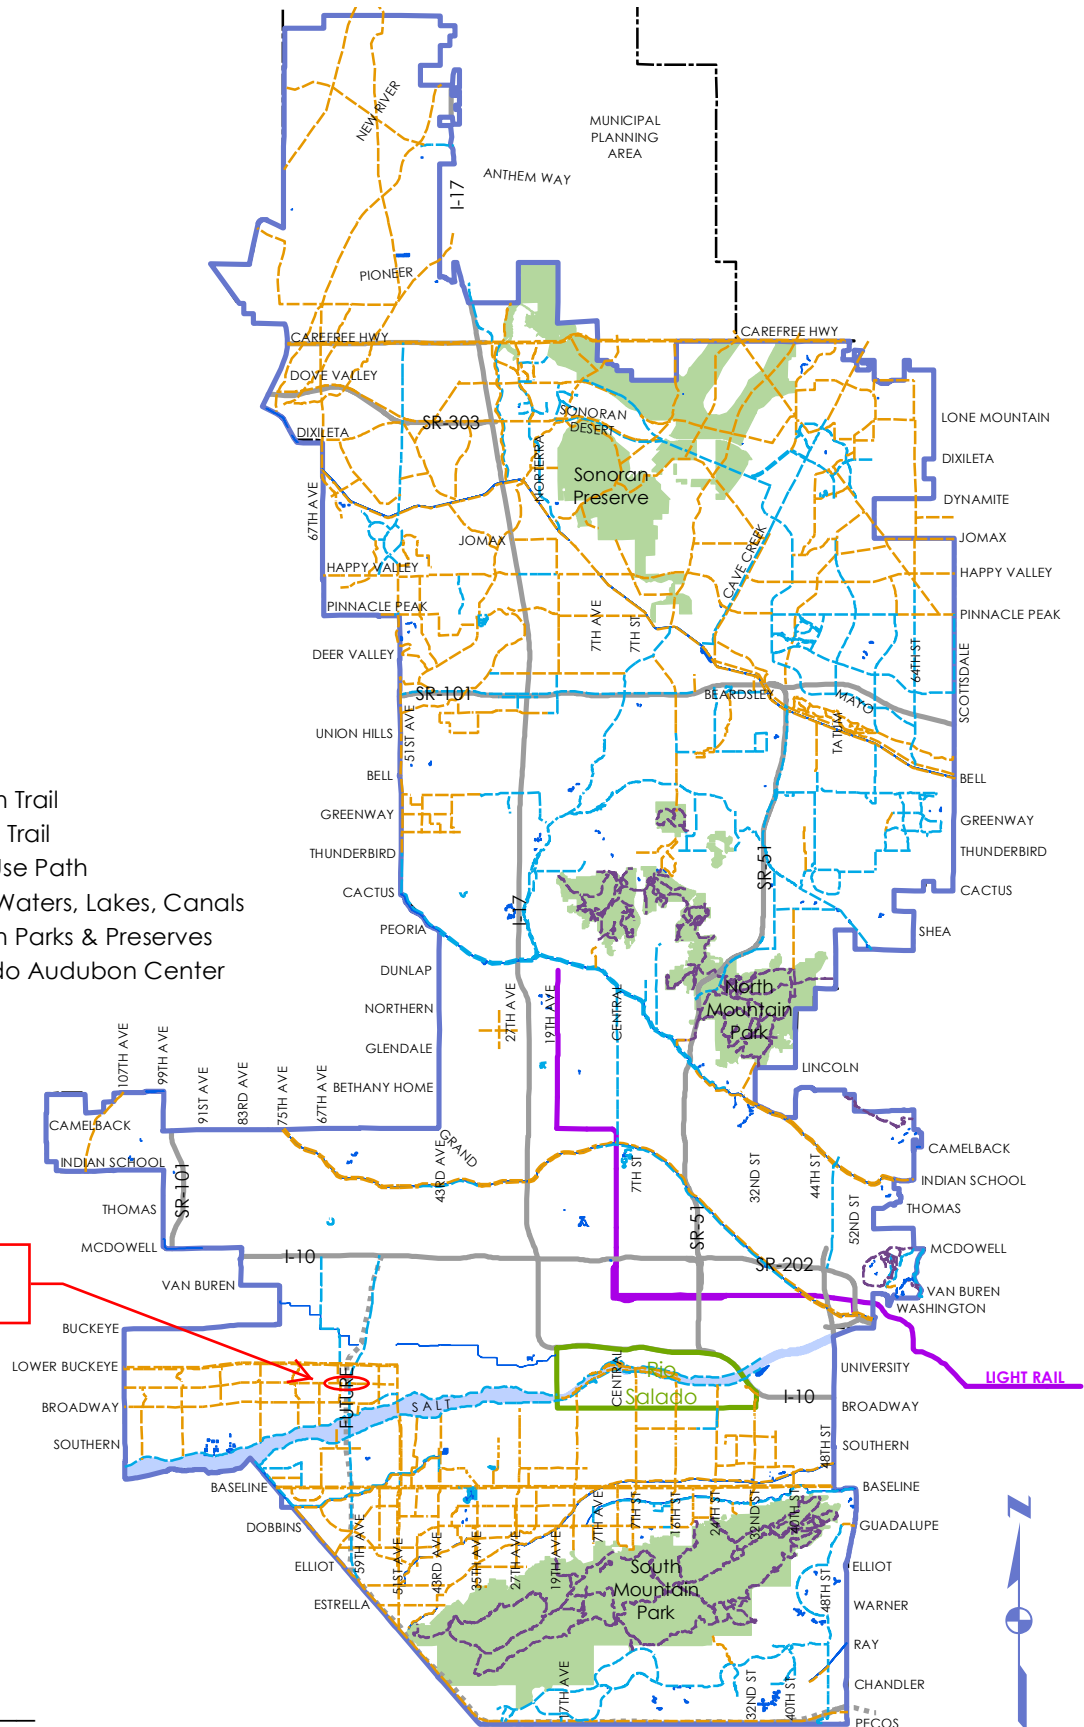 NEW RIVER
MUNICIPAL
PLANNING
AREA
ANTHEM WAY
I-17
PIONEER
CAREFREE HWY
CAREFREE HWY
DOVE VALLEY
SR-303
SONORAN
DESERT
LONE MOUNTAIN
DIXILETA
NORTERRA
Sonoran
Preserve
DIXILETA
DYNAMITE
67TH AVE
JOMAX
JOMAX
CAVE CREEK
HAPPY VALLEY
HAPPY VALLEY
PINNACLE PEAK
PINNACLE PEAK
7TH AVE
7TH ST
64TH ST
DEER VALLEY
SCOTTSDALE
SR-101
BEARDSLEY
MAYO
TATUM
UNION HILLS
51ST AVE
BELL
BELL
n Trail
GREENWAY
GREENWAY
Trail
THUNDERBIRD
THUNDERBIRD
Use Path
SR-51
CACTUS
CACTUS
Waters, Lakes, Canals
I-17
PEORIA
SHEA
n Parks & Preserves
DUNLAP
do Audubon Center
NORTHERN
27TH AVE
19TH AVE
CENTRAL
North
Mountain
Park
GLENDALE
LINCOLN
107TH AVE
99TH AVE
91ST AVE
83RD AVE
75TH AVE
67TH AVE
BETHANY HOME
CAMELBACK
GRAND
CAMELBACK
INDIAN SCHOOL
43RD AVE
7TH ST
32ND ST
44TH ST
INDIAN SCHOOL
SR-101
THOMAS
SR-51
52ND ST
THOMAS
MCDOWELL
MCDOWELL
I-10
SR-202
VAN BUREN
VAN BUREN
WASHINGTON
BUCKEYE
LOWER BUCKEYE
UNIVERSITY
Rio
Salado
CENTRAL
LIGHT RAIL
FUTURE
I-10
BROADWAY
SALT
BROADWAY
SOUTHERN
48TH ST
SOUTHERN
BASELINE
BASELINE
DOBBINS
7TH AVE
7TH ST
16TH ST
24TH ST
32ND ST
40TH ST
GUADALUPE
59TH AVE
51ST AVE
43RD AVE
35TH AVE
27TH AVE
19TH AVE
ELLIOT
South
Mountain
Park
ELLIOT
48TH ST
ESTRELLA
WARNER
RAY
17TH AVE
32ND ST
40TH ST
CHANDLER
PECOS
N